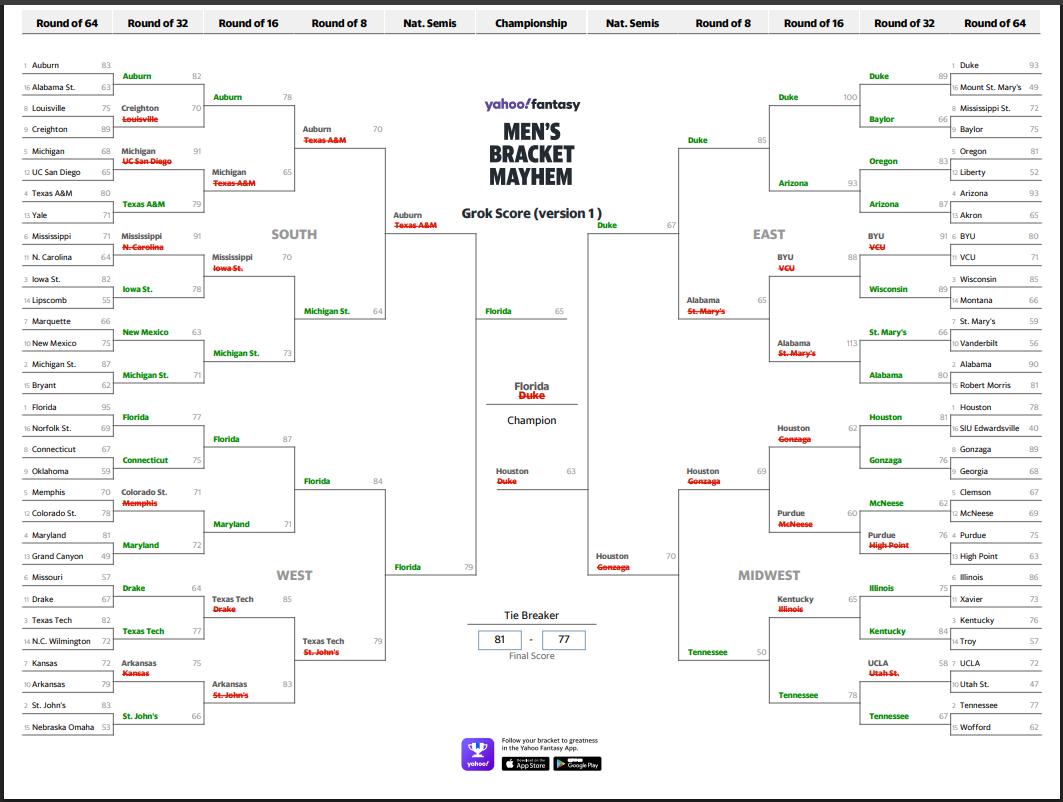 Round of 64 Round of 32 Round of 16 Round of 8 Nat. Semis Championship Nat. Semis Round of 8 Round of 16 Round of 32 Round of 64
1 Auburn 83
16 Alabama St. 63
8 Louisville 75
9 Creighton 89
5 Michigan 68
12 UC San Diego 65
4 Texas A&M 80
13 Yale 71
6 Mississippi 71
11 N. Carolina 64
3 Iowa St. 82
14 Lipscomb 55
7 Marquette 66
10 New Mexico 75
2 Michigan St. 87
15 Bryant 62
1 Florida 95
16 Norfolk St. 69
8 Connecticut 67
9 Oklahoma 59
5 Memphis 70
12 Colorado St. 78
4 Maryland 81
13 Grand Canyon 49
6 Missouri 57
11 Drake 67
3 Texas Tech 82
14 N.C. Wilmington 72
7 Kansas 72
10 Arkansas 79
2 St. John's 83
15 Nebraska Omaha 53
Auburn 82
Creighton 70
Louisville
Michigan 91
UC San Diego
Texas A&M 79
Mississippi 91
N. Carolina
Iowa St. 78
New Mexico 63
Michigan St. 71
Florida 77
Connecticut 75
Colorado St. 71
Memphis
Maryland 72
Drake 64
Texas Tech 77
Arkansas 75
Kansas
St. John's 66
Auburn 78
Michigan 65
Texas A&M
Mississippi 70
Iowa St.
Michigan St. 73
Florida 87
Maryland 71
Texas Tech 85
Drake
Arkansas 83
St. John's
SOUTH
WEST
Auburn 70
Texas A&M
Michigan St. 64
Florida 84
Texas Tech 79
St. John's
Auburn
Texas A&M
Florida 79
yahoo!fantasy
MEN'S
BRACKET
MAYHEM
Grok Score (version 1)
Florida 65
Florida
Duke
Champion
Houston 63
Duke
Tie Breaker
81 - 77
Final Score
yahoo!
Follow your bracket to greatness
in the Yahoo Fantasy App.
Download on the
App Store
Google Play
Duke 67
Houston 70
Gonzaga
Duke 85
Alabama 65
St. Mary's
Houston 69
Gonzaga
Tennessee 50
EAST
MIDWEST
Duke 100
Arizona 93
BYU 88
VCU
Alabama 113
St. Mary's
Houston 62
Gonzaga
Purdue 60
McNeese
Kentucky 65
Illinois
Tennessee 78
Duke 89
Baylor 66
Oregon 83
Arizona 87
BYU 91
VCU
Wisconsin 89
St. Mary's 66
Alabama 80
Houston 81
Gonzaga 76
McNeese 62
Purdue 76
High Point
Illinois 75
Kentucky 84
UCLA 58
Utah St.
Tennessee 67
1 Duke 93
16 Mount St. Mary's 49
8 Mississippi St. 72
9 Baylor 75
5 Oregon 81
12 Liberty 52
4 Arizona 93
13 Akron 65
6 BYU 80
11 VCU 71
3 Wisconsin 85
14 Montana 66
7 St. Mary's 59
10 Vanderbilt 56
2 Alabama 90
15 Robert Morris 81
1 Houston 78
16 SIU Edwardsville 40
8 Gonzaga 89
9 Georgia 68
5 Clemson 67
12 McNeese 69
4 Purdue 75
13 High Point 63
6 Illinois 86
11 Xavier 73
3 Kentucky 76
14 Troy 57
7 UCLA 72
10 Utah St. 47
2 Tennessee 77
15 Wofford 62